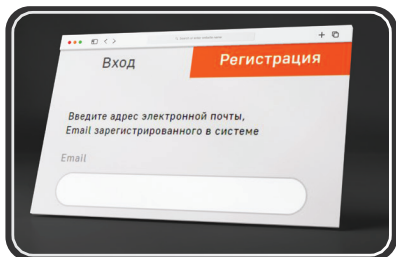 Вход
Регистрация
Введите адрес электронной почты,
Email зарегистрированного в системе
Email